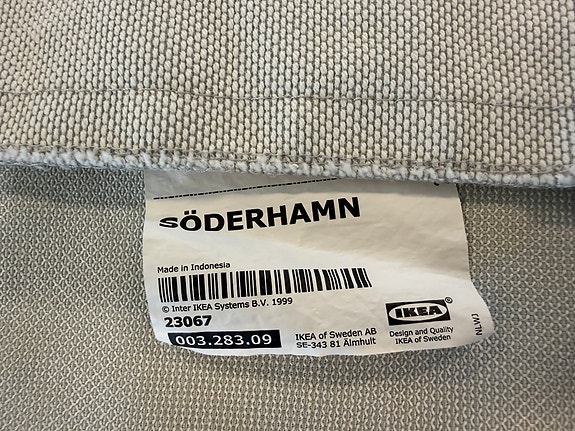 SÖDERHAMN
Made in Indonesia
© Inter IKEA Systems B.V. 1999
23067
003.283.09
IKEA of Sweden AB
SE-343 81 Älmhult
IKEA®
Design and Quality
IKEA of Sweden
NLWJ